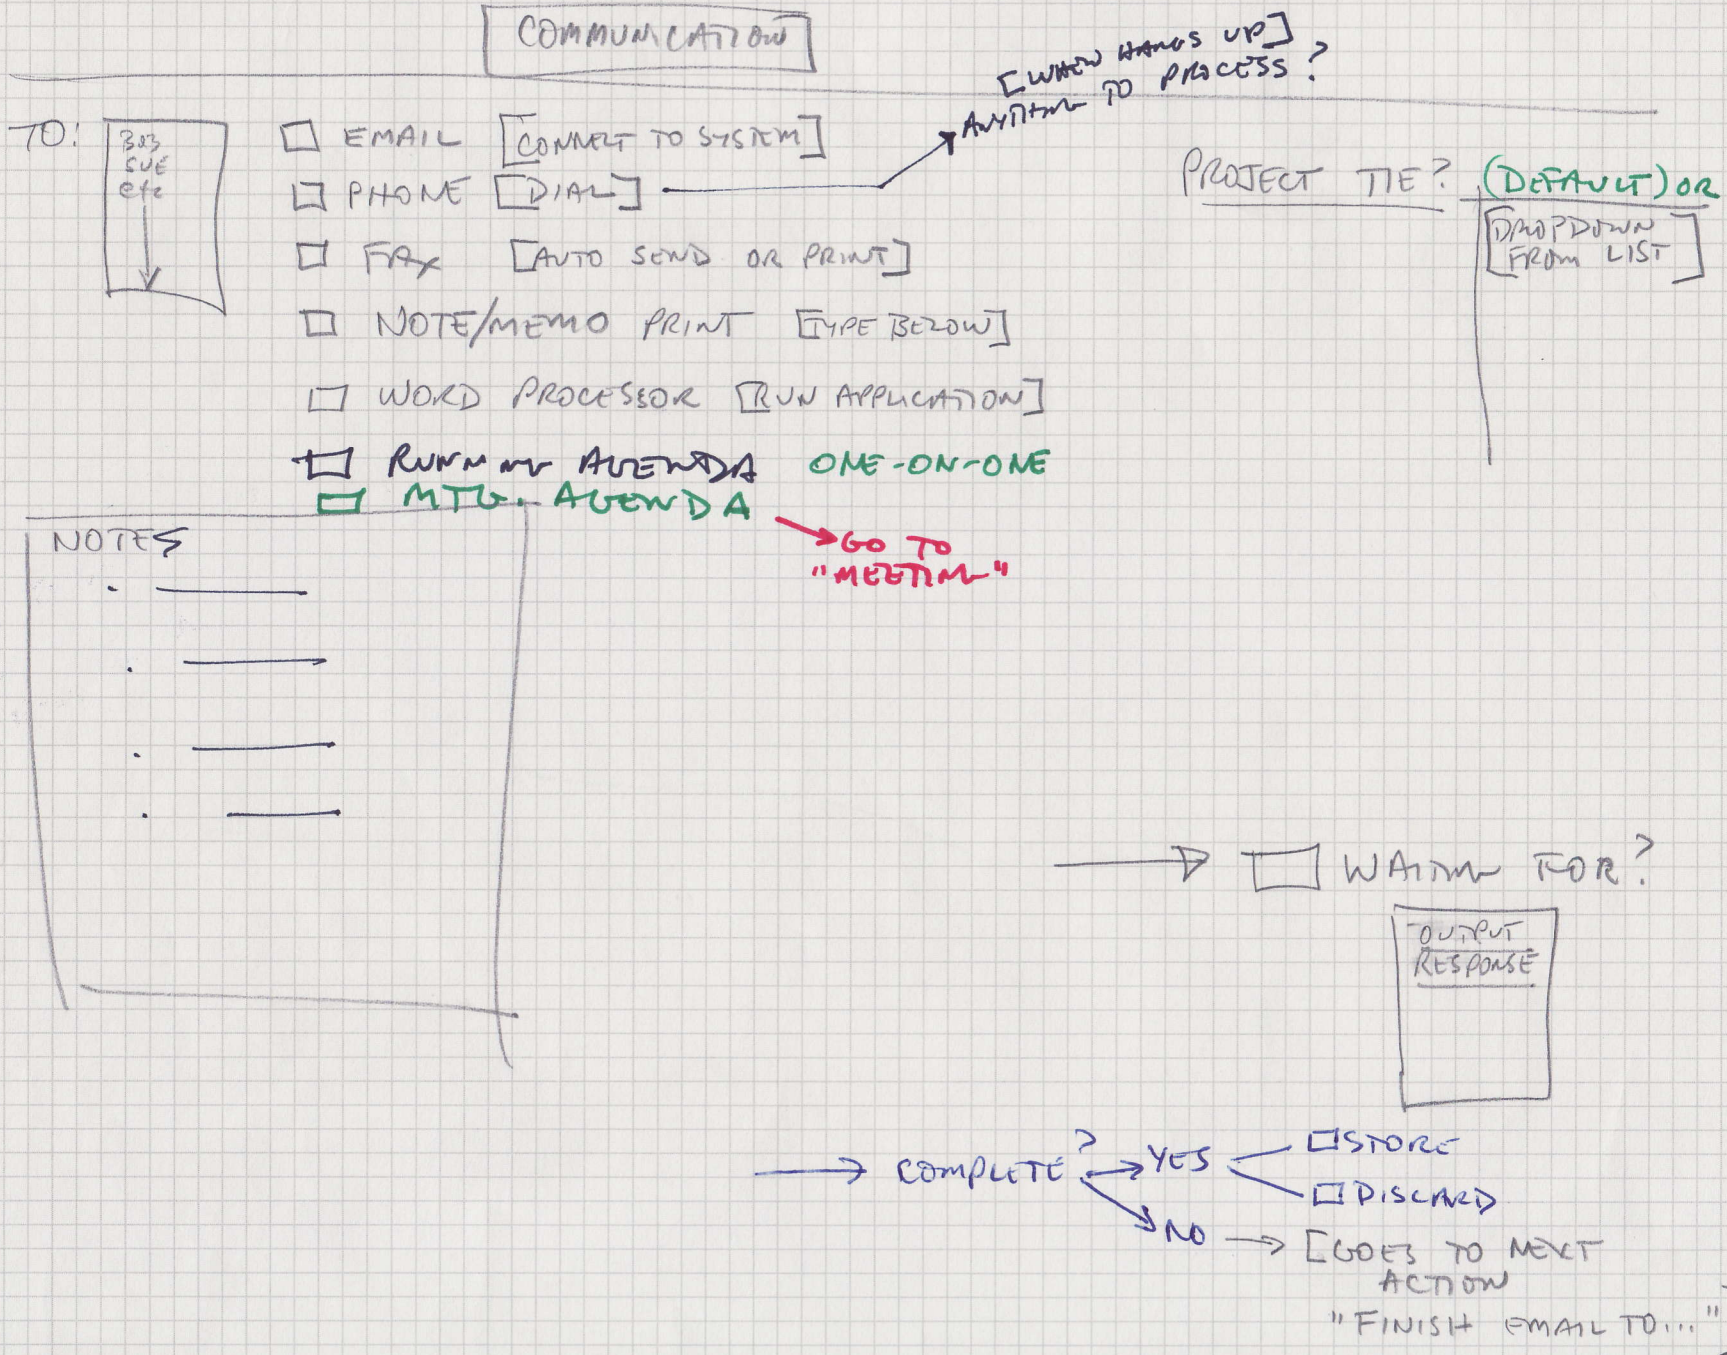 COMMUNICATION
[WHEN HANGS UP]
ANYTHING TO PROCESS?
TO:
BOB
SUE
etc
EMAIL [CONNECT TO SYSTEM]
PHONE [DIAL]
FAX [AUTO SEND OR PRINT]
NOTE/MEMO PRINT [TYPE BELOW]
WORD PROCESSOR [RUN APPLICATION]
RUNNING AGENDA ONE-ON-ONE
MTG. AGENDA
GO TO
"MEETING"
PROJECT TIE? (DEFAULT) OR
[DROPDOWN
FROM LIST]
NOTES
WAITING FOR?
OUTPUT
RESPONSE
COMPLETE?
YES
STORE
DISCARD
NO
[GOES TO NEXT
ACTION
"FINISH EMAIL TO..."